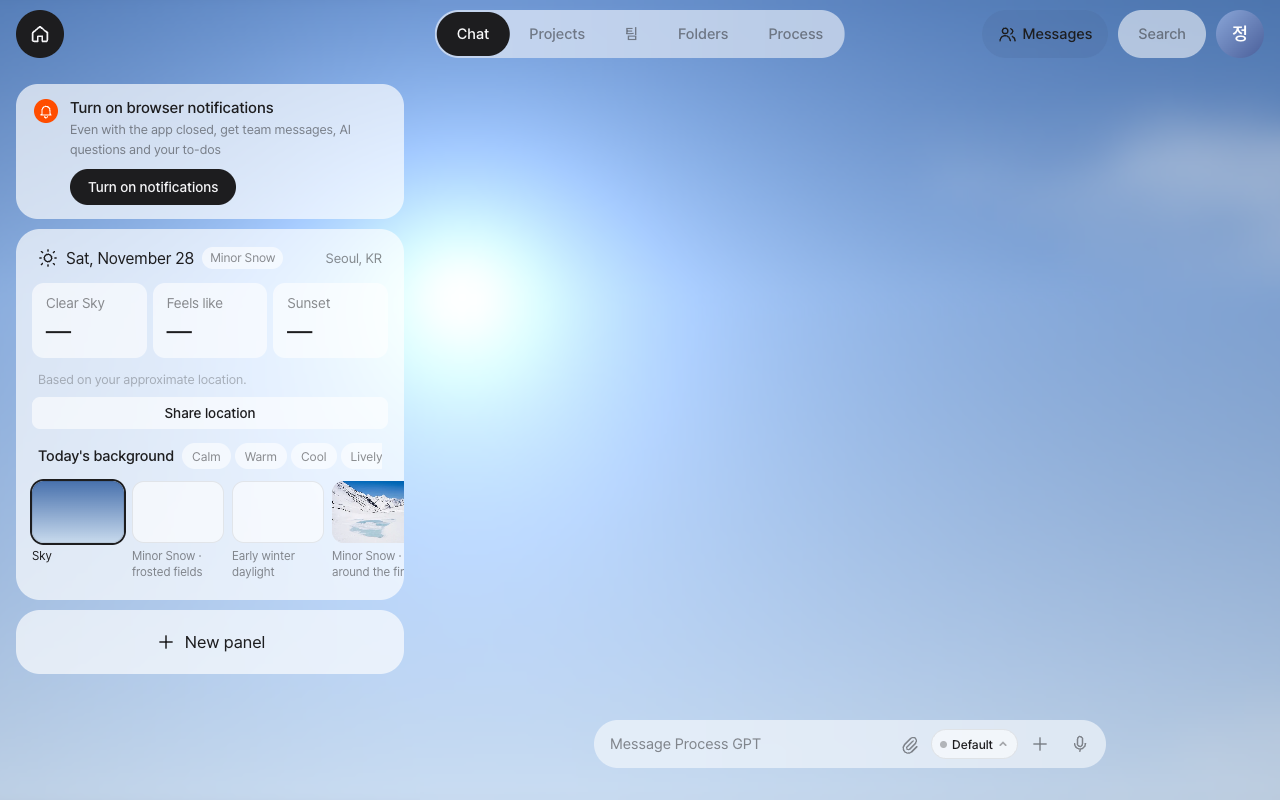 Chat
Projects
팀
Folders
Process
Messages
Search
정
Turn on browser notifications
Even with the app closed, get team messages, AI
questions and your to-dos
Turn on notifications
Sat, November 28
Minor Snow
Seoul, KR
Clear Sky
Feels like
Sunset
—
—
—
Based on your approximate location.
Share location
Today's background
Calm
Warm
Cool
Lively
Sky
Minor Snow ·
frosted fields
Early winter
daylight
Minor Snow ·
around the fir
New panel
Message Process GPT
Default